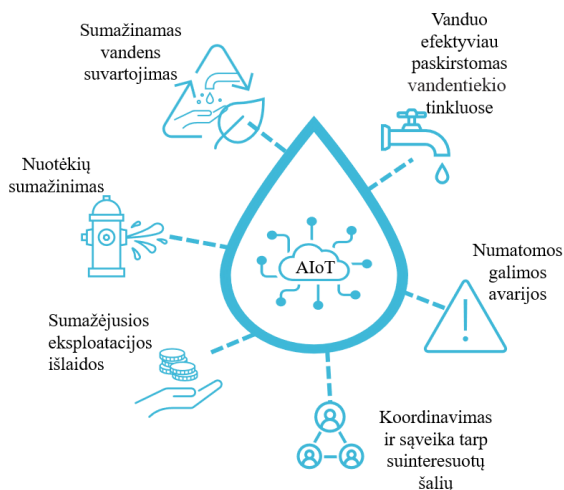 Sumažinamas
vandens
suvartojimas
Vanduo
efektyviau
paskirstomas
vandentiekio
tinkluose
Nuotėkių
sumažinimas
AIoT
Numatomos
galimos
avarijos
Sumažėjusios
eksploatacijos
išlaidos
Koordinavimas
ir sąveika tarp
suinteresuotų
šalių